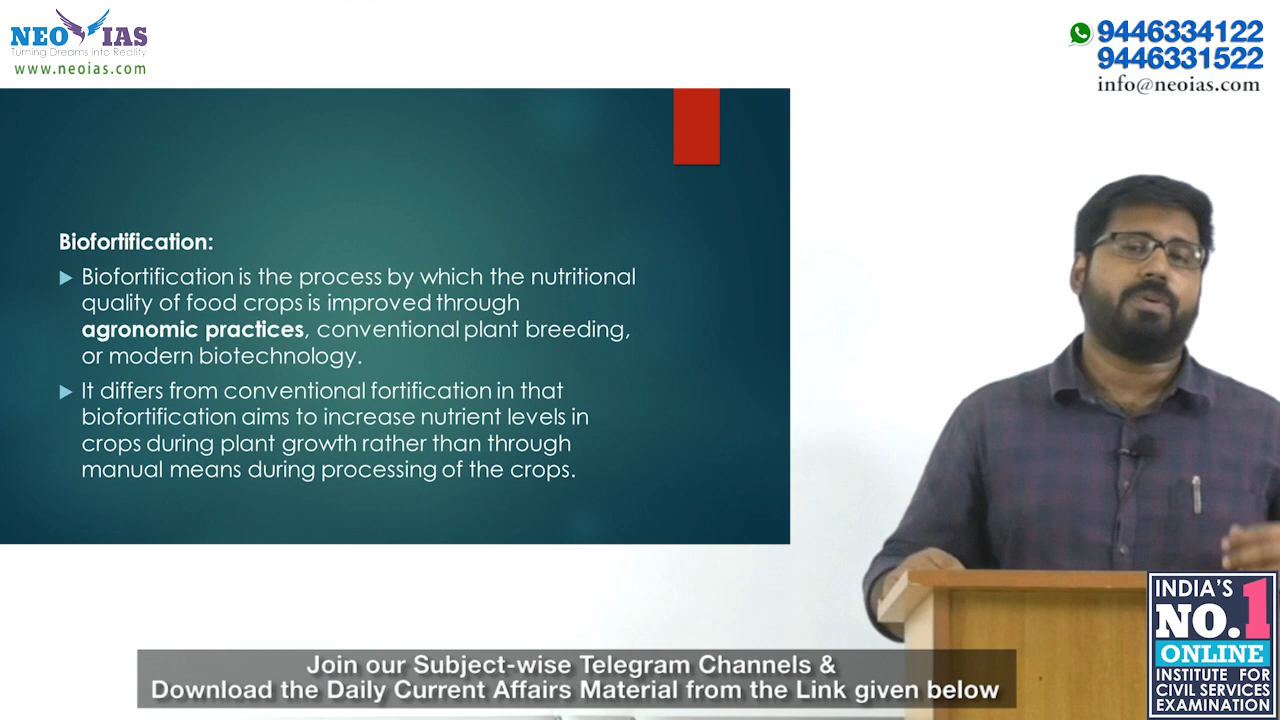 NEO IAS
Turning Dreams into Reality
www.neoias.com
9446334122
9446331522
info@neoias.com
Biofortification:
Biofortification is the process by which the nutritional
quality of food crops is improved through
agronomic practices, conventional plant breeding,
or modern biotechnology.
It differs from conventional fortification in that
biofortification aims to increase nutrient levels in
crops during plant growth rather than through
manual means during processing of the crops.
INDIA'S
NO.1
ONLINE
INSTITUTE FOR
CIVIL SERVICES
EXAMINATION
Join our Subject-wise Telegram Channels &
Download the Daily Current Affairs Material from the Link given below